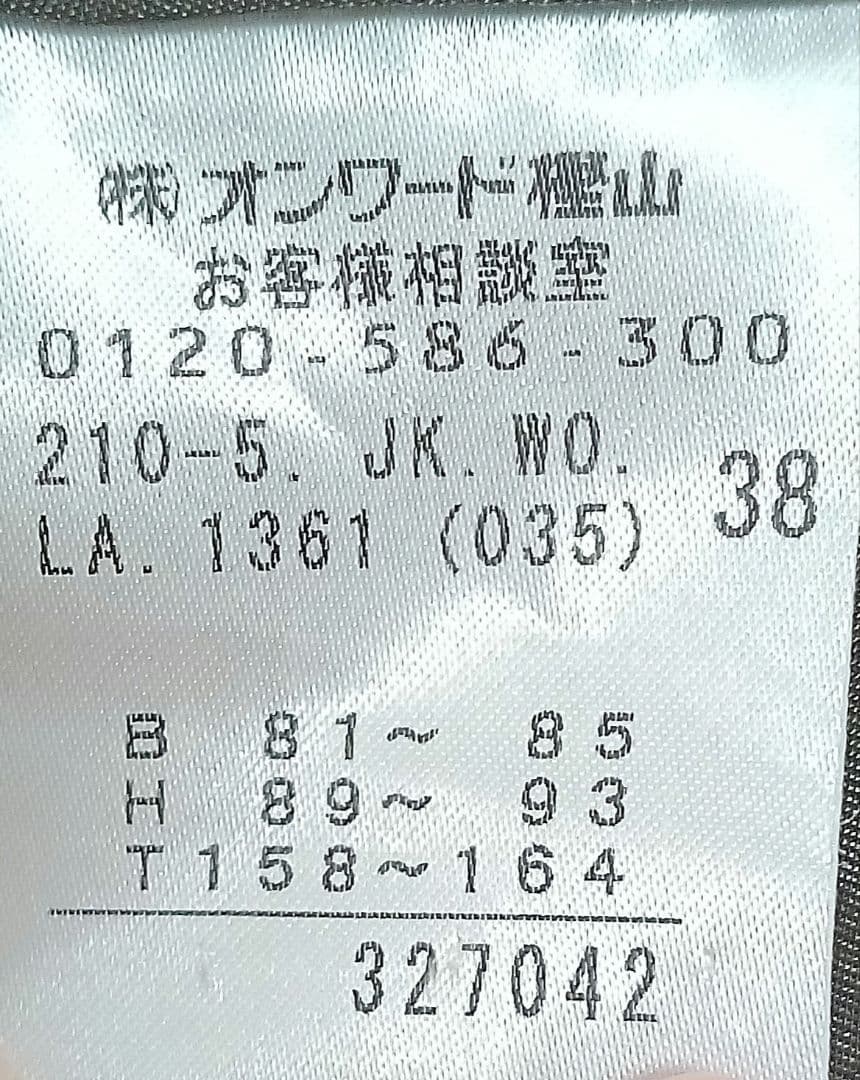 ㈱オンワード樫山
お客様相談室
0120-586-300
210-5. JK. WO.
38
LA. 1361 (035)
B 81~ 85
H 89~ 93
T158~164
327042